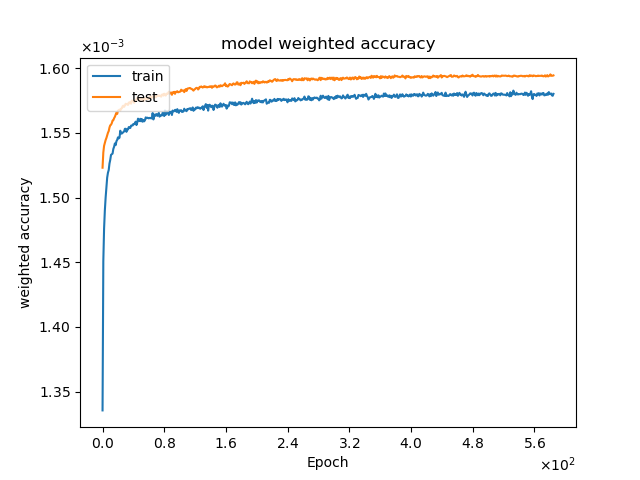 model weighted accuracy
×10⁻³
1.60
1.55
1.50
1.45
1.40
1.35
weighted accuracy
train
test
0.0 0.8 1.6 2.4 3.2 4.0 4.8 5.6
Epoch
×10²